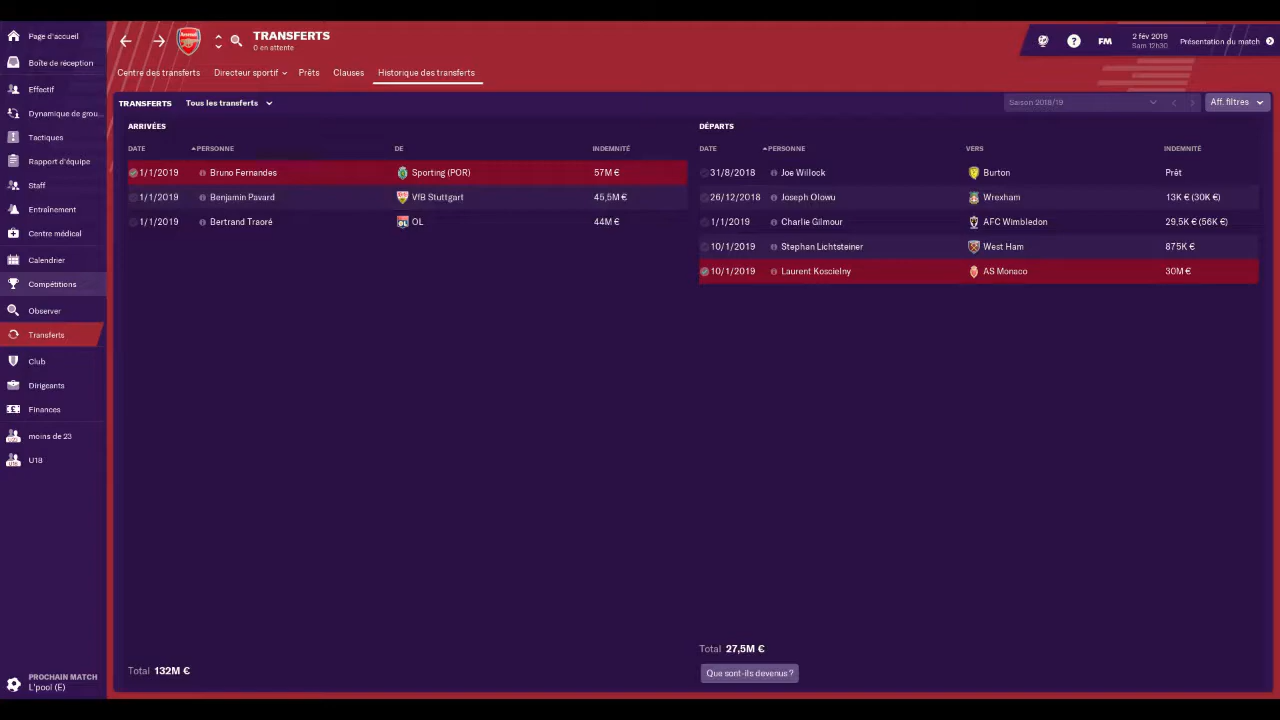 Page d'accueil
Boîte de réception
Effectif
Dynamique de grou...
Tactiques
Rapport d'équipe
Staff
Entraînement
Centre médical
Calendrier
Compétitions
Observer
Transferts
Club
Dirigeants
Finances
moins de 23
U18
PROCHAIN MATCH
L'pool (E)
TRANSFERTS
0 en attente
FM
2 fév 2019
Sam 12h30
Présentation du match
Centre des transferts Directeur sportif Prêts Clauses Historique des transferts
TRANSFERTS Tous les transferts Saison 2018/19 Aff. filtres
ARRIVÉES
DATE PERSONNE DE INDEMNITÉ
1/1/2019 Bruno Fernandes Sporting (POR) 57M €
1/1/2019 Benjamin Pavard VfB Stuttgart 45,5M €
1/1/2019 Bertrand Traoré OL 44M €
Total 132M €
DÉPARTS
DATE PERSONNE VERS INDEMNITÉ
31/8/2018 Joe Willock Burton Prêt
26/12/2018 Joseph Olowu Wrexham 13K € (30K €)
1/1/2019 Charlie Gilmour AFC Wimbledon 29,5K € (56K €)
10/1/2019 Stephan Lichtsteiner West Ham 875K €
10/1/2019 Laurent Koscielny AS Monaco 30M €
Total 27,5M €
Que sont-ils devenus ?